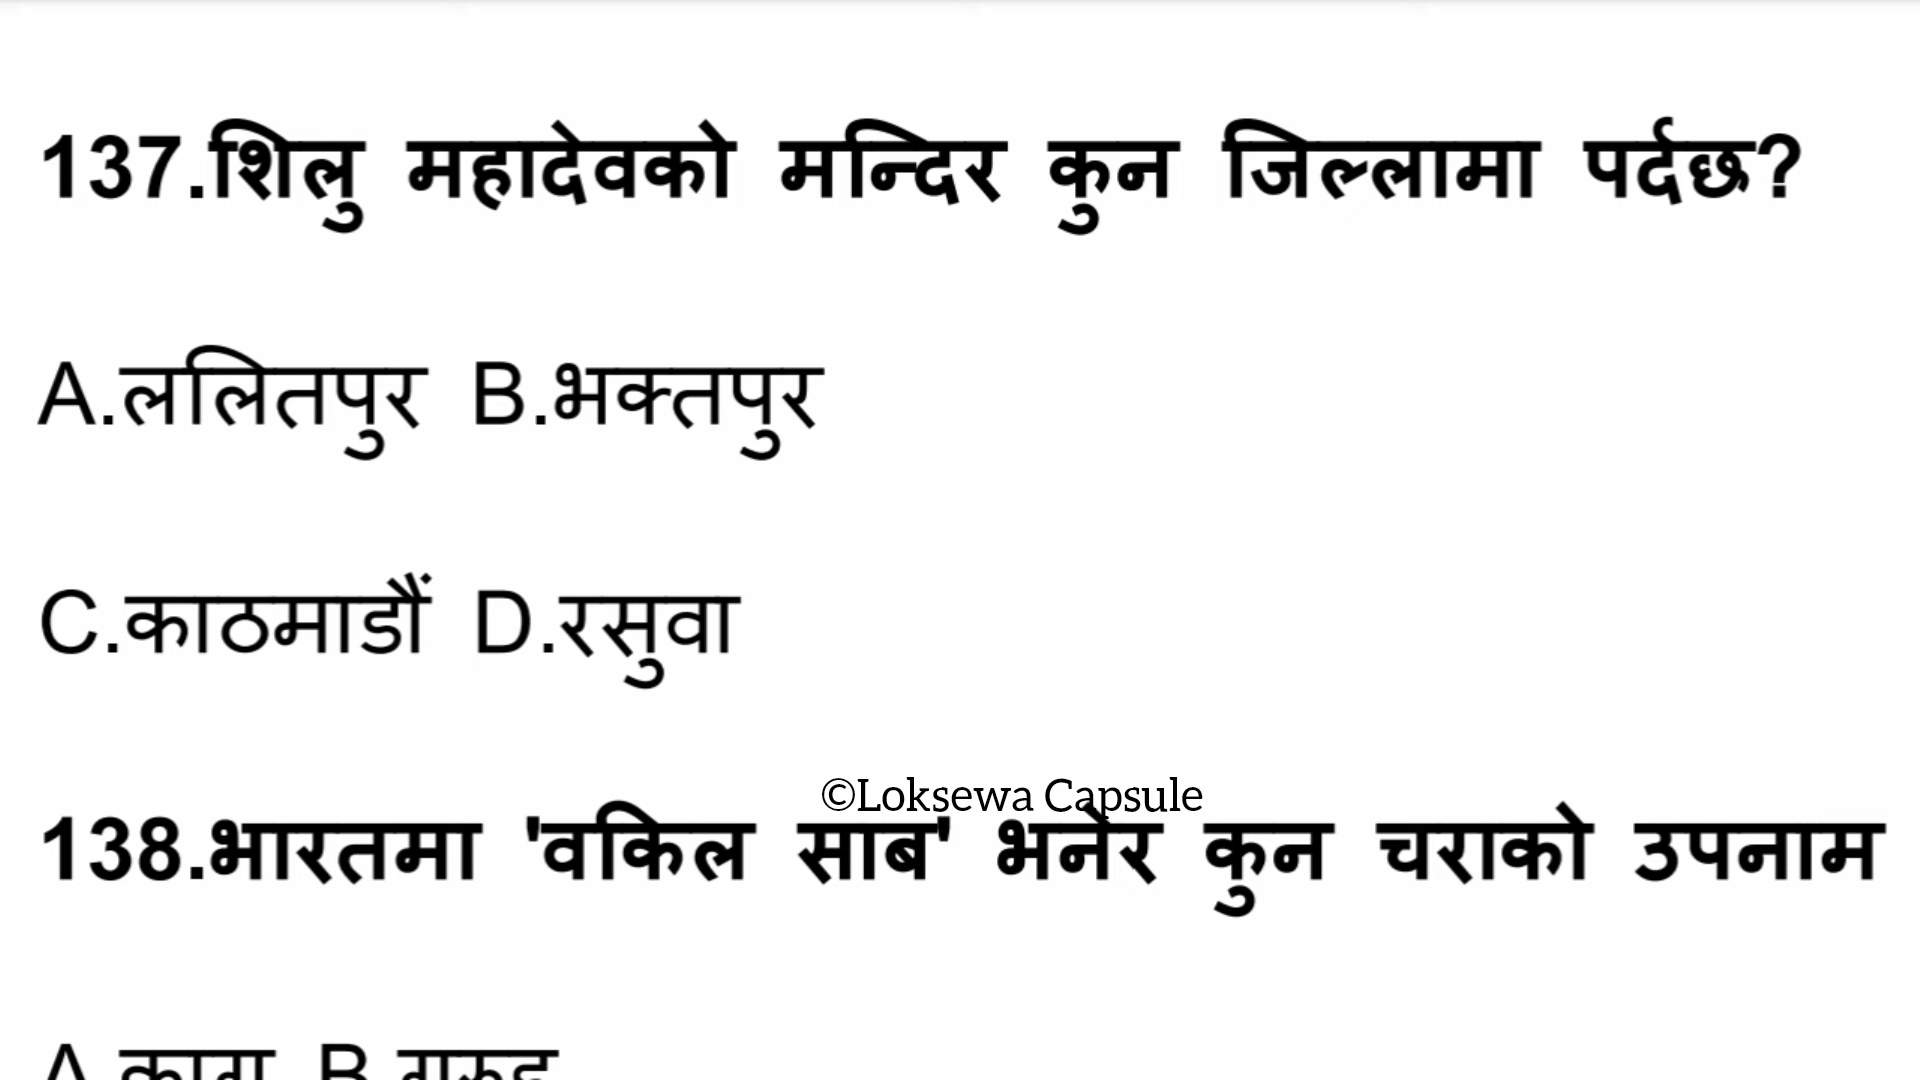 137.शिलु महादेवको मन्दिर कुन जिल्लामा पर्दछ?
A.ललितपुर B.भक्तपुर
C.काठमाडौं D.रसुवा
©Loksewa Capsule
138.भारतमा 'वकिल साब' भनेर कुन चराको उपनाम
A.काग B.गरुड